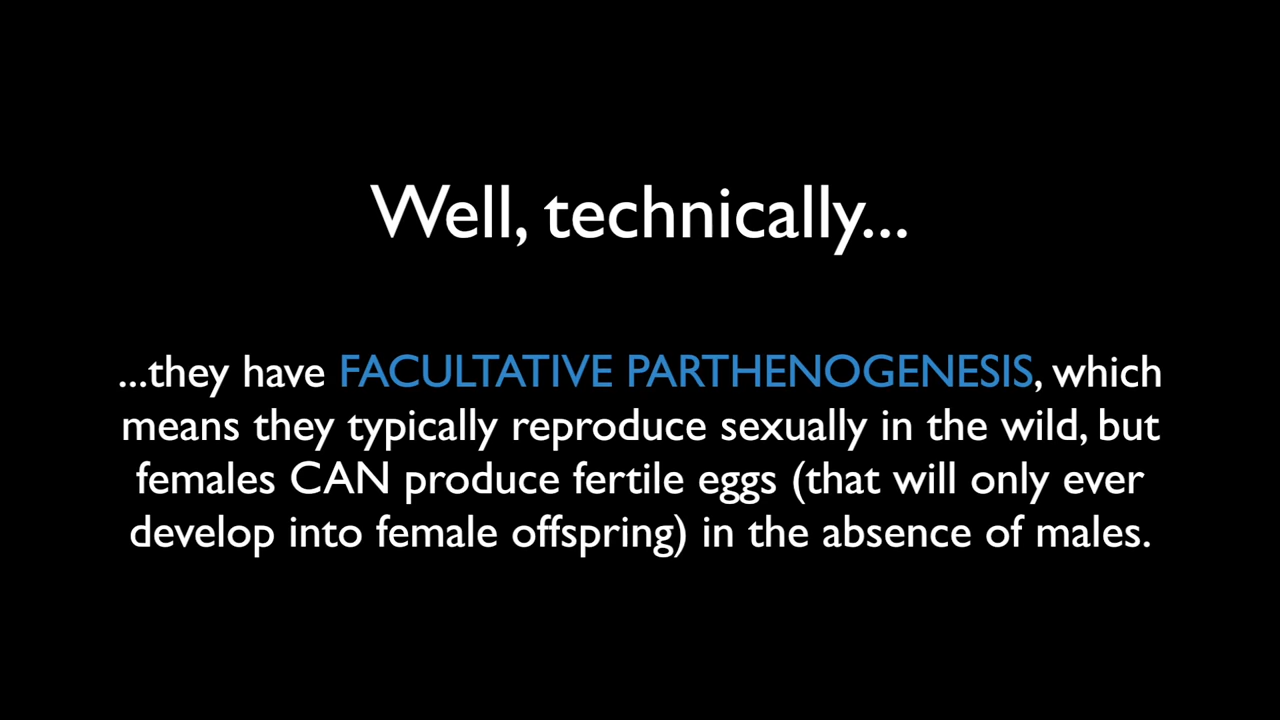 Well, technically...
...they have FACULTATIVE PARTHENOGENESIS, which
means they typically reproduce sexually in the wild, but
females CAN produce fertile eggs (that will only ever
develop into female offspring) in the absence of males.